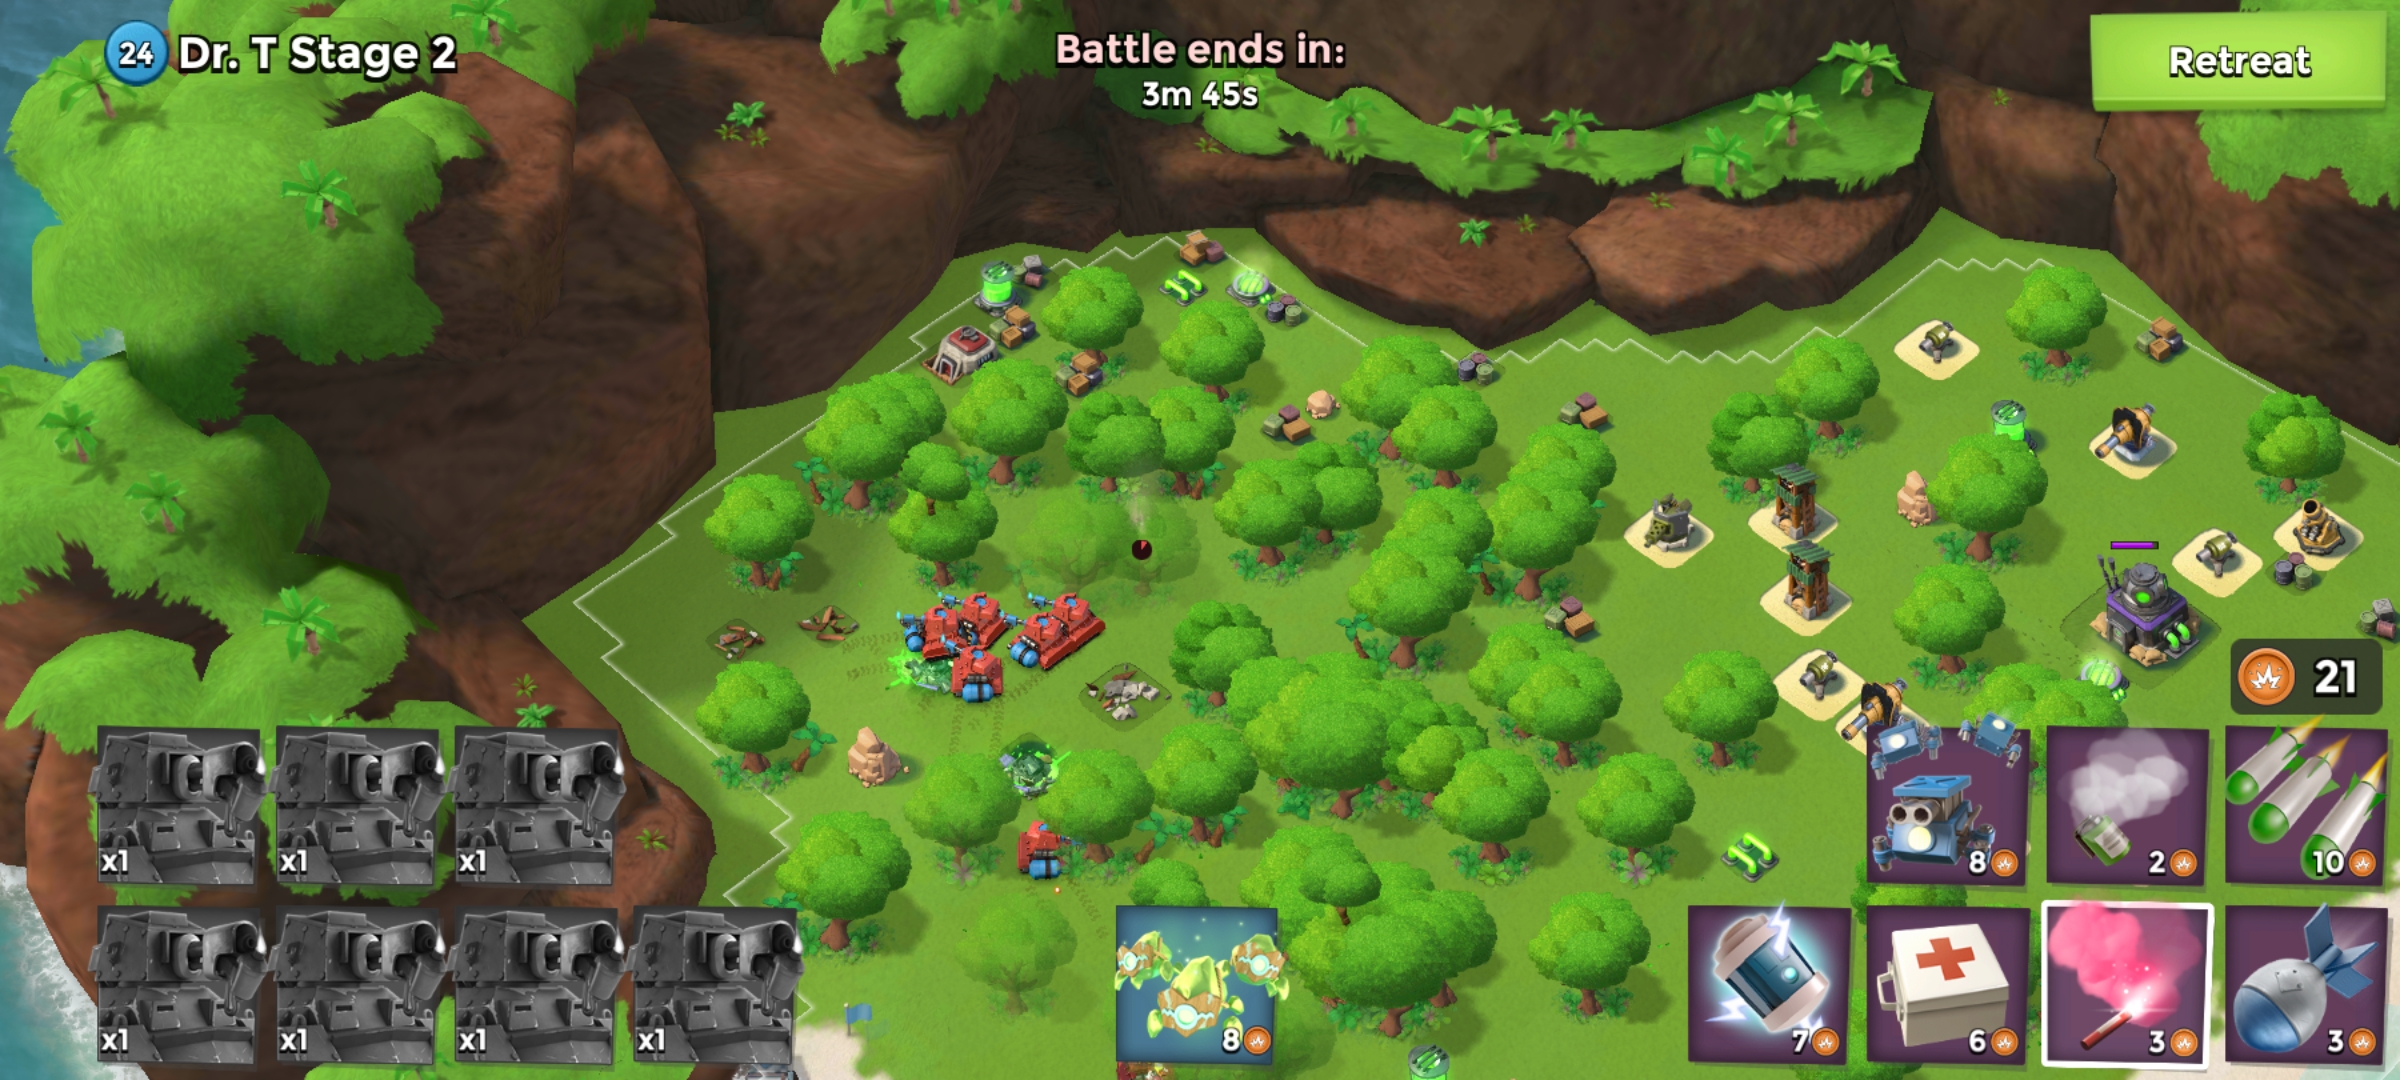 24 Dr. T Stage 2
Battle ends in:
3m 45s
Retreat
21
x1 x1 x1
8 2 10
x1 x1 x1 x1
8 7 6 3 3